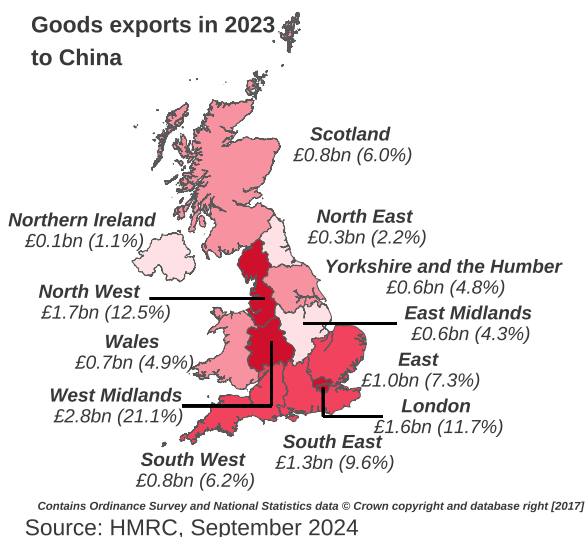 Goods exports in 2023
to China
Scotland
£0.8bn (6.0%)
Northern Ireland
£0.1bn (1.1%)
North East
£0.3bn (2.2%)
Yorkshire and the Humber
£0.6bn (4.8%)
North West
£1.7bn (12.5%)
East Midlands
£0.6bn (4.3%)
Wales
£0.7bn (4.9%)
East
£1.0bn (7.3%)
West Midlands
£2.8bn (21.1%)
London
£1.6bn (11.7%)
South East
£1.3bn (9.6%)
South West
£0.8bn (6.2%)
Contains Ordinance Survey and National Statistics data © Crown copyright and database right [2017]
Source: HMRC, September 2024